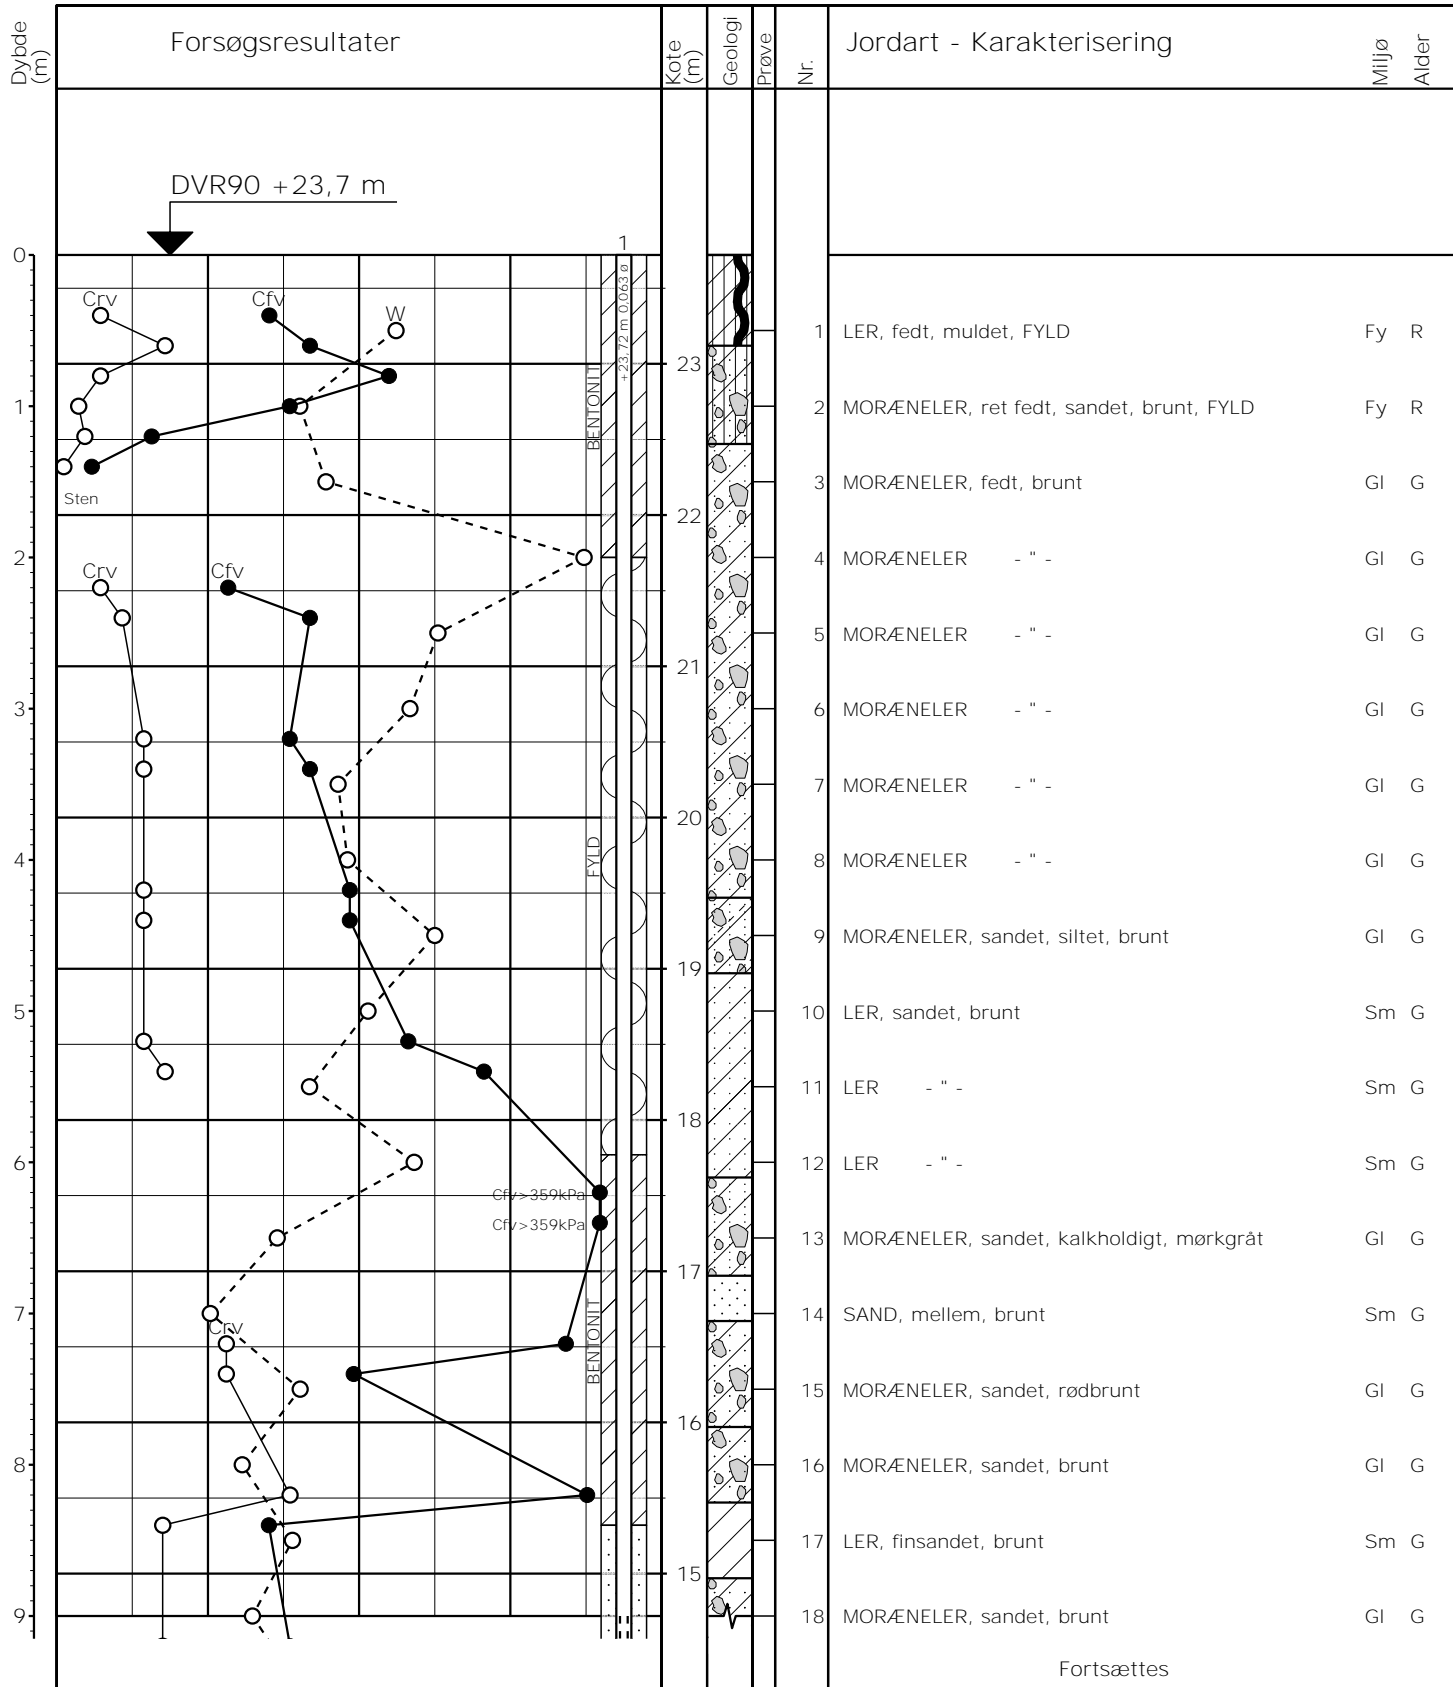 Dybde (m)
Forsøgsresultater
Kote (m)
Geologi
Prøve
Nr.
Jordart - Karakterisering
Miljø
Alder
DVR90 +23,7 m
0
1
+23,72 m 0,063 ø
Crv
Cfv
W
1 LER, fedt, muldet, FYLD Fy R
23
BENTONIT
1
2 MORÆNELER, ret fedt, sandet, brunt, FYLD Fy R
Sten
3 MORÆNELER, fedt, brunt Gl G
22
2
4 MORÆNELER - " - Gl G
Crv
Cfv
5 MORÆNELER - " - Gl G
21
3
6 MORÆNELER - " - Gl G
7 MORÆNELER - " - Gl G
20
FYLD
4
8 MORÆNELER - " - Gl G
9 MORÆNELER, sandet, siltet, brunt Gl G
19
5
10 LER, sandet, brunt Sm G
11 LER - " - Sm G
18
6
12 LER - " - Sm G
Cfv>359kPa
Cfv>359kPa
13 MORÆNELER, sandet, kalkholdigt, mørkgråt Gl G
17
7
14 SAND, mellem, brunt Sm G
Crv
BENTONIT
15 MORÆNELER, sandet, rødbrunt Gl G
16
8
16 MORÆNELER, sandet, brunt Gl G
17 LER, finsandet, brunt Sm G
15
9
18 MORÆNELER, sandet, brunt Gl G
Fortsættes